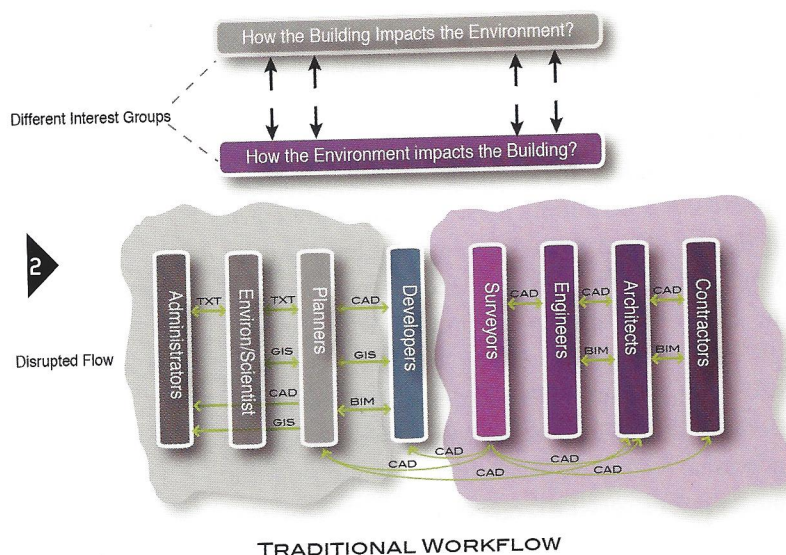 How the Building Impacts the Environment?
Different Interest Groups
How the Environment impacts the Building?
2
Disrupted Flow
Administrators
TXT
Environ/Scientist
TXT
GIS
CAD
GIS
Planners
CAD
GIS
BIM
Developers
Surveyors
CAD
Engineers
CAD
BIM
Architects
CAD
BIM
Contractors
CAD
CAD
CAD
CAD
TRADITIONAL WORKFLOW